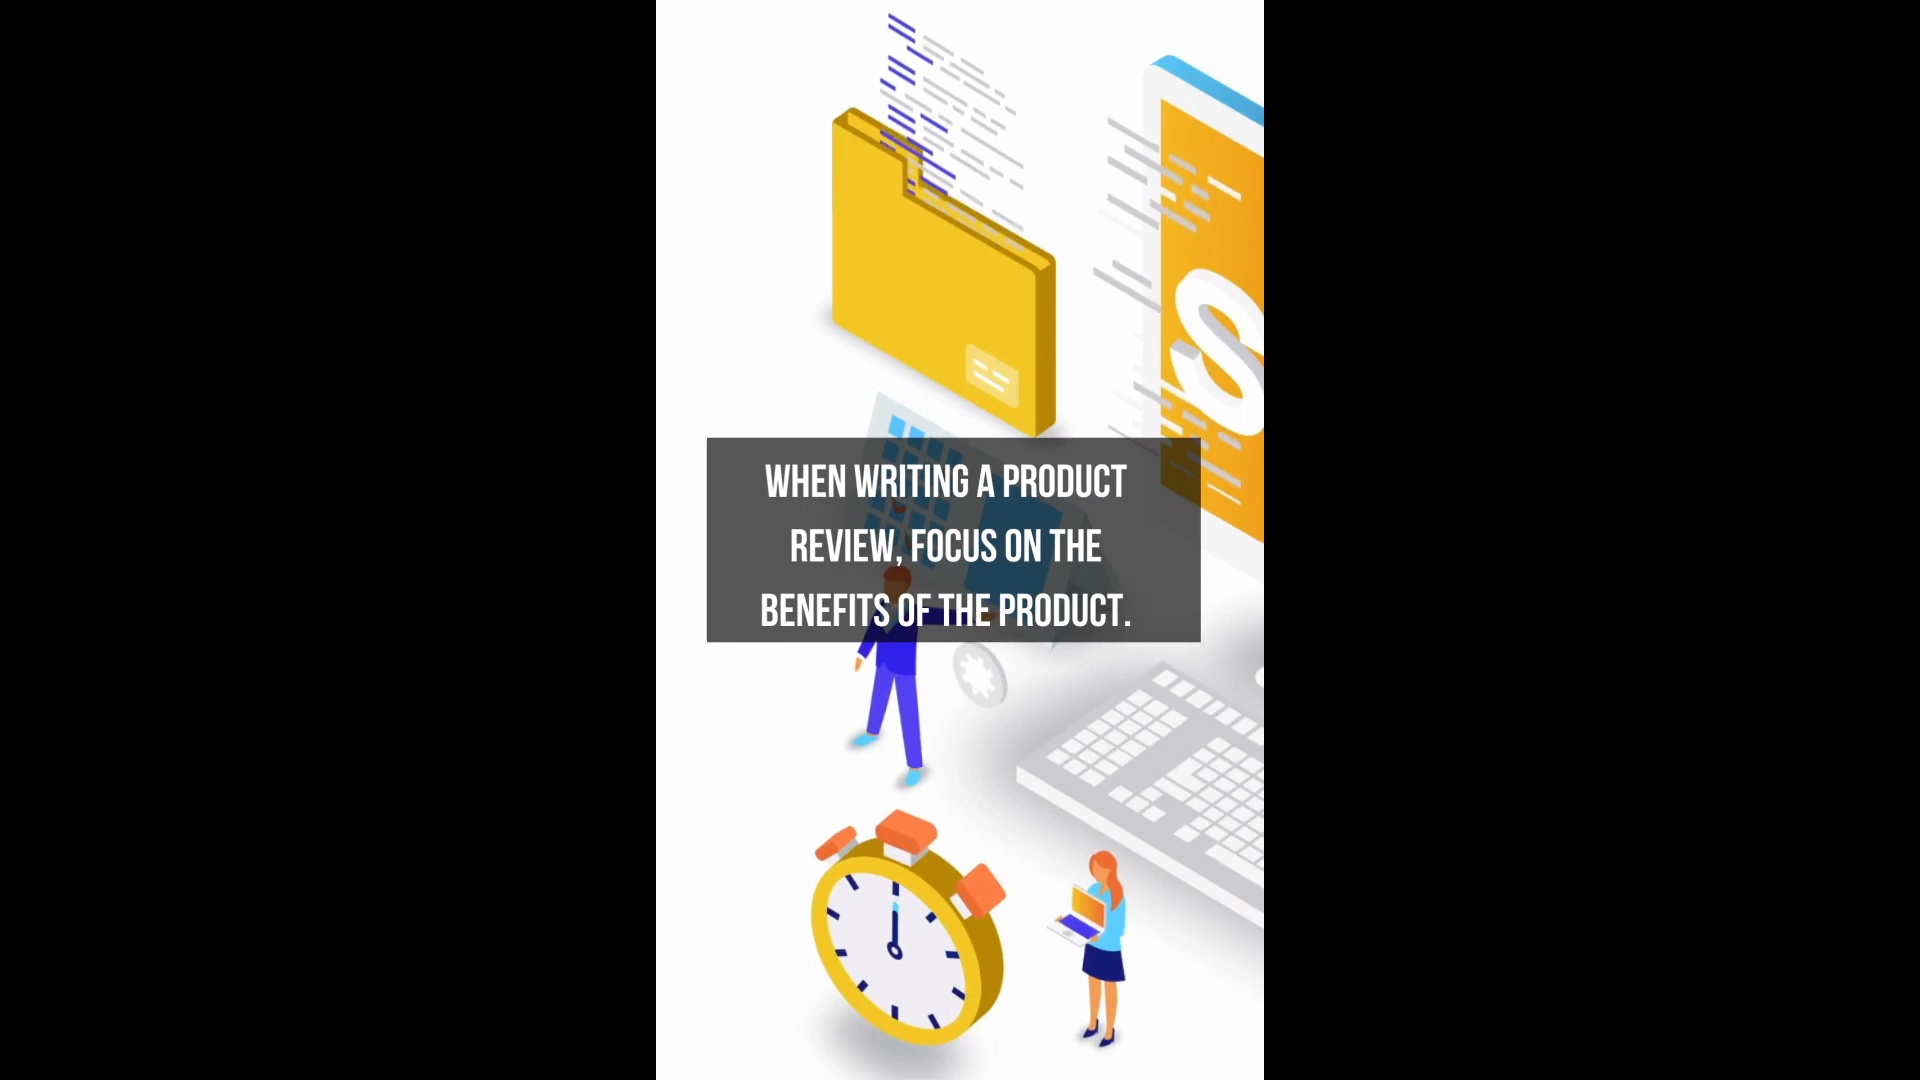 S
WHEN WRITING A PRODUCT
REVIEW, FOCUS ON THE
BENEFITS OF THE PRODUCT.